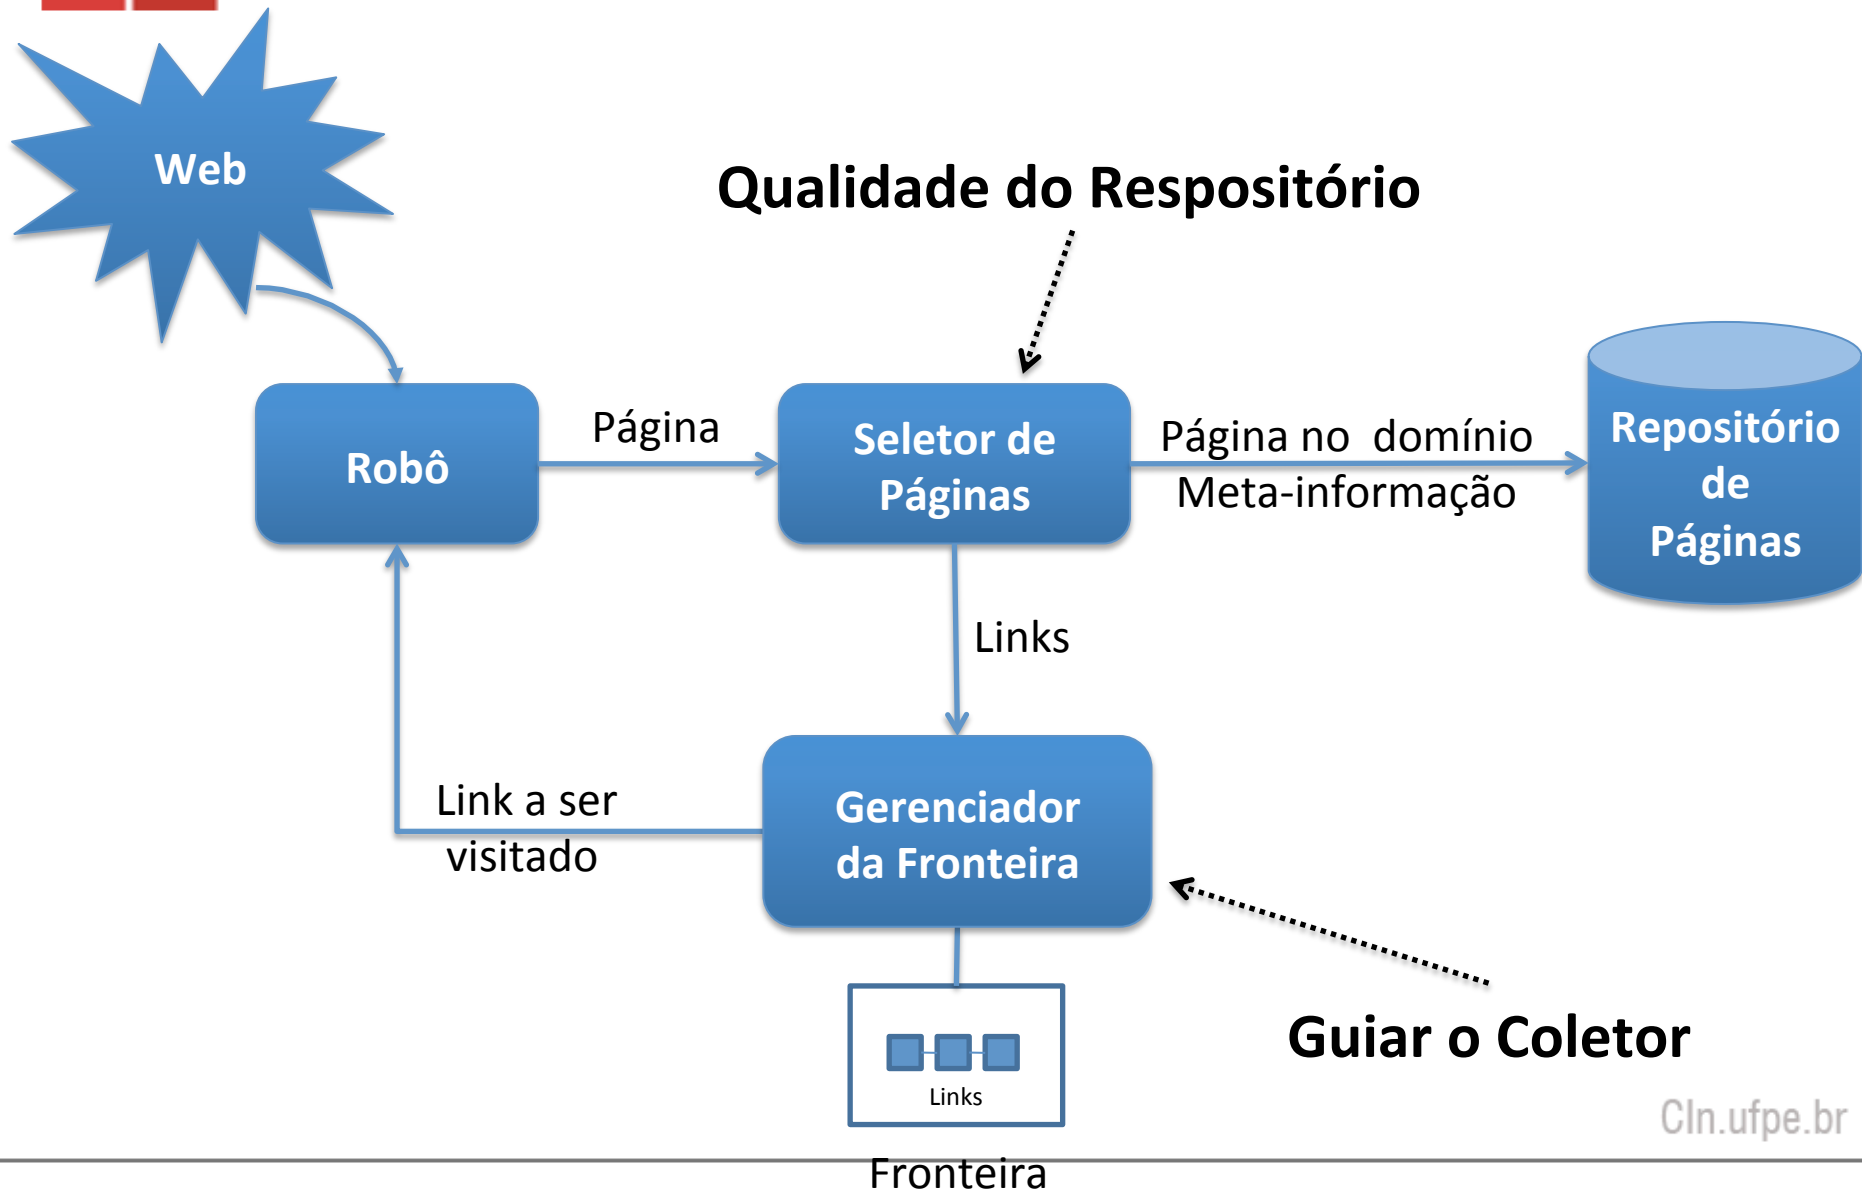 Web
Qualidade do Respositório
Robô
Página
Seletor de
Páginas
Página no domínio
Meta-informação
Repositório
de
Páginas
Links
Link a ser
visitado
Gerenciador
da Fronteira
Guiar o Coletor
Links
Fronteira
CIn.ufpe.br